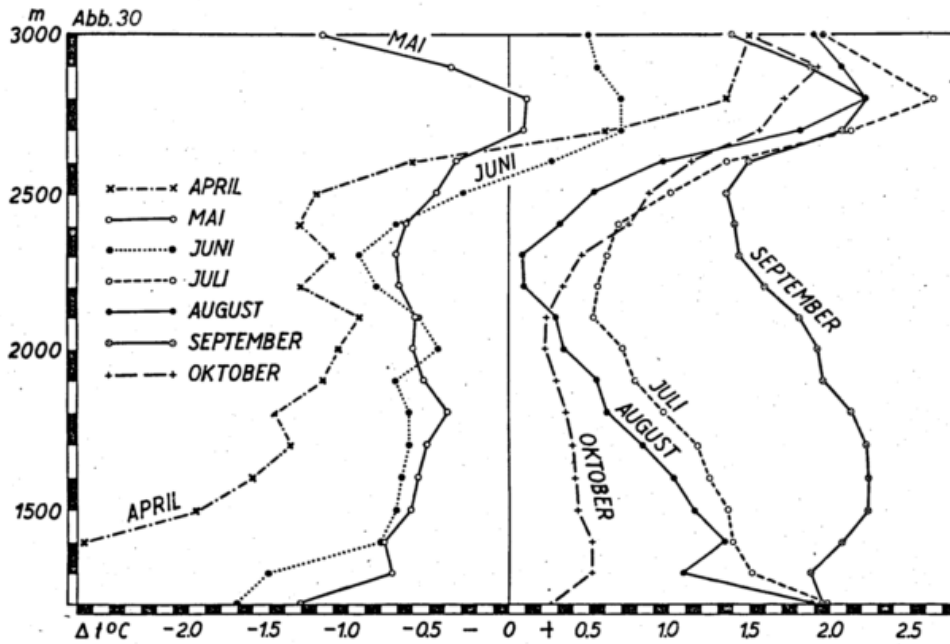 m Abb. 30
3000
MAI
JUNI
2500
APRIL
MAI
JUNI
JULI
AUGUST
SEPTEMBER
OKTOBER
SEPTEMBER
2000
JULI
AUGUST
OKTOBER
APRIL
1500
Δ t °C -2.0 -1.5 -1.0 -0.5 − 0 + 0.5 1.0 1.5 2.0 2.5